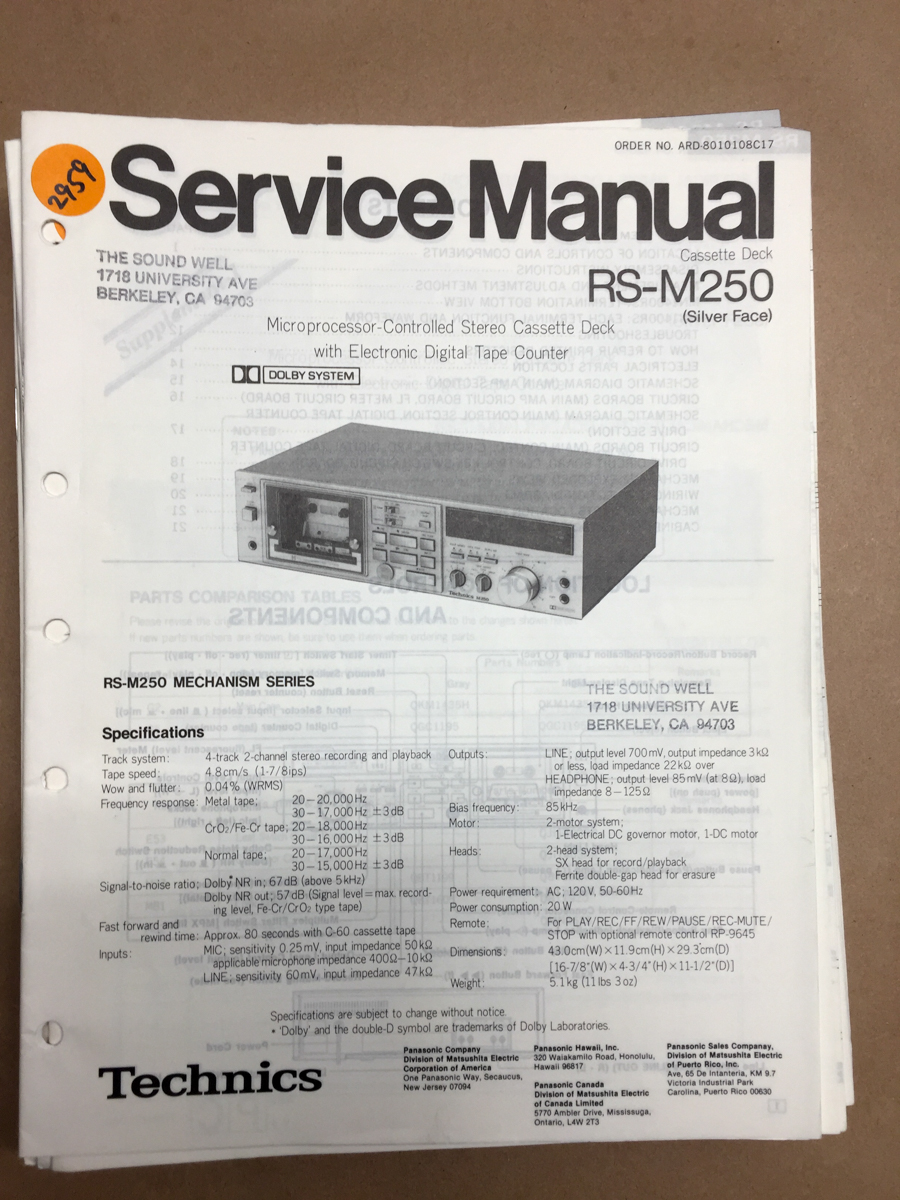 ORDER NO. ARD-8010108C17
2959
Service Manual
THE SOUND WELL
1718 UNIVERSITY AVE
BERKELEY, CA 94703
Cassette Deck
RS-M250
(Silver Face)
Microprocessor-Controlled Stereo Cassette Deck
with Electronic Digital Tape Counter
DOLBY SYSTEM
Technics
RS-M250 MECHANISM SERIES
THE SOUND WELL
1718 UNIVERSITY AVE
BERKELEY, CA 94703
Specifications
Track system: 4-track 2-channel stereo recording and playback
Tape speed: 4.8cm/s (1-7/8ips)
Wow and flutter: 0.04% (WRMS)
Frequency response: Metal tape; 20–20,000Hz
30–17,000Hz ±3dB
CrO₂/Fe-Cr tape; 20–18,000Hz
30–16,000Hz ±3dB
Normal tape; 20–17,000Hz
30–15,000Hz ±3dB
Signal-to-noise ratio; Dolby NR in; 67dB (above 5kHz)
Dolby NR out; 57dB (Signal level = max. record-
ing level, Fe-Cr/CrO₂ type tape)
Fast forward and
rewind time: Approx. 80 seconds with C-60 cassette tape
Inputs: MIC; sensitivity 0.25mV, input impedance 50kΩ
applicable microphone impedance 400Ω–10kΩ
LINE; sensitivity 60mV, input impedance 47kΩ
Outputs: LINE; output level 700mV, output impedance 3kΩ
or less, load impedance 22kΩ over
HEADPHONE; output level 85mV (at 8Ω), load
impedance 8–125Ω
Bias frequency: 85kHz
Motor: 2-motor system;
1-Electrical DC governor motor, 1-DC motor
Heads: 2-head system;
SX head for record/playback
Ferrite double-gap head for erasure
Power requirement: AC; 120V, 50-60Hz
Power consumption: 20W
Remote: For PLAY/REC/FF/REW/PAUSE/REC-MUTE/
STOP with optional remote control RP-9645
Dimensions: 43.0cm(W)×11.9cm(H)×29.3cm(D)
[16-7/8"(W)×4-3/4"(H)×11-1/2"(D)]
Weight: 5.1kg (11 lbs 3 oz)
Specifications are subject to change without notice.
• 'Dolby' and the double-D symbol are trademarks of Dolby Laboratories.
Technics
Panasonic Company
Division of Matsushita Electric
Corporation of America
One Panasonic Way, Secaucus,
New Jersey 07094
Panasonic Hawaii, Inc.
320 Waiakamilo Road, Honolulu,
Hawaii 96817
Panasonic Canada
Division of Matsushita Electric
of Canada Limited
5770 Ambler Drive, Mississuga,
Ontario, L4W 2T3
Panasonic Sales Companay,
Division of Matsushita Electric
of Puerto Rico, Inc.
Ave, 65 De Intanteria, KM 9.7
Victoria Industrial Park
Carolina, Puerto Rico 00630